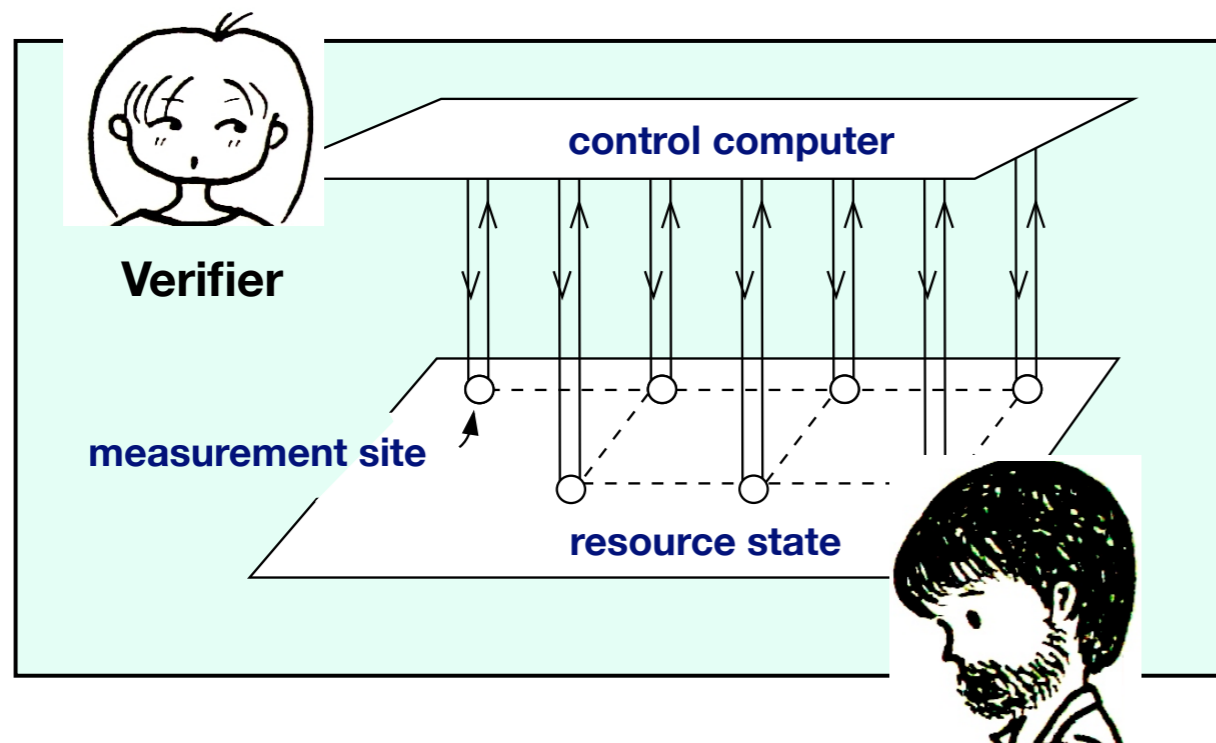 control computer
Verifier
measurement site
resource state